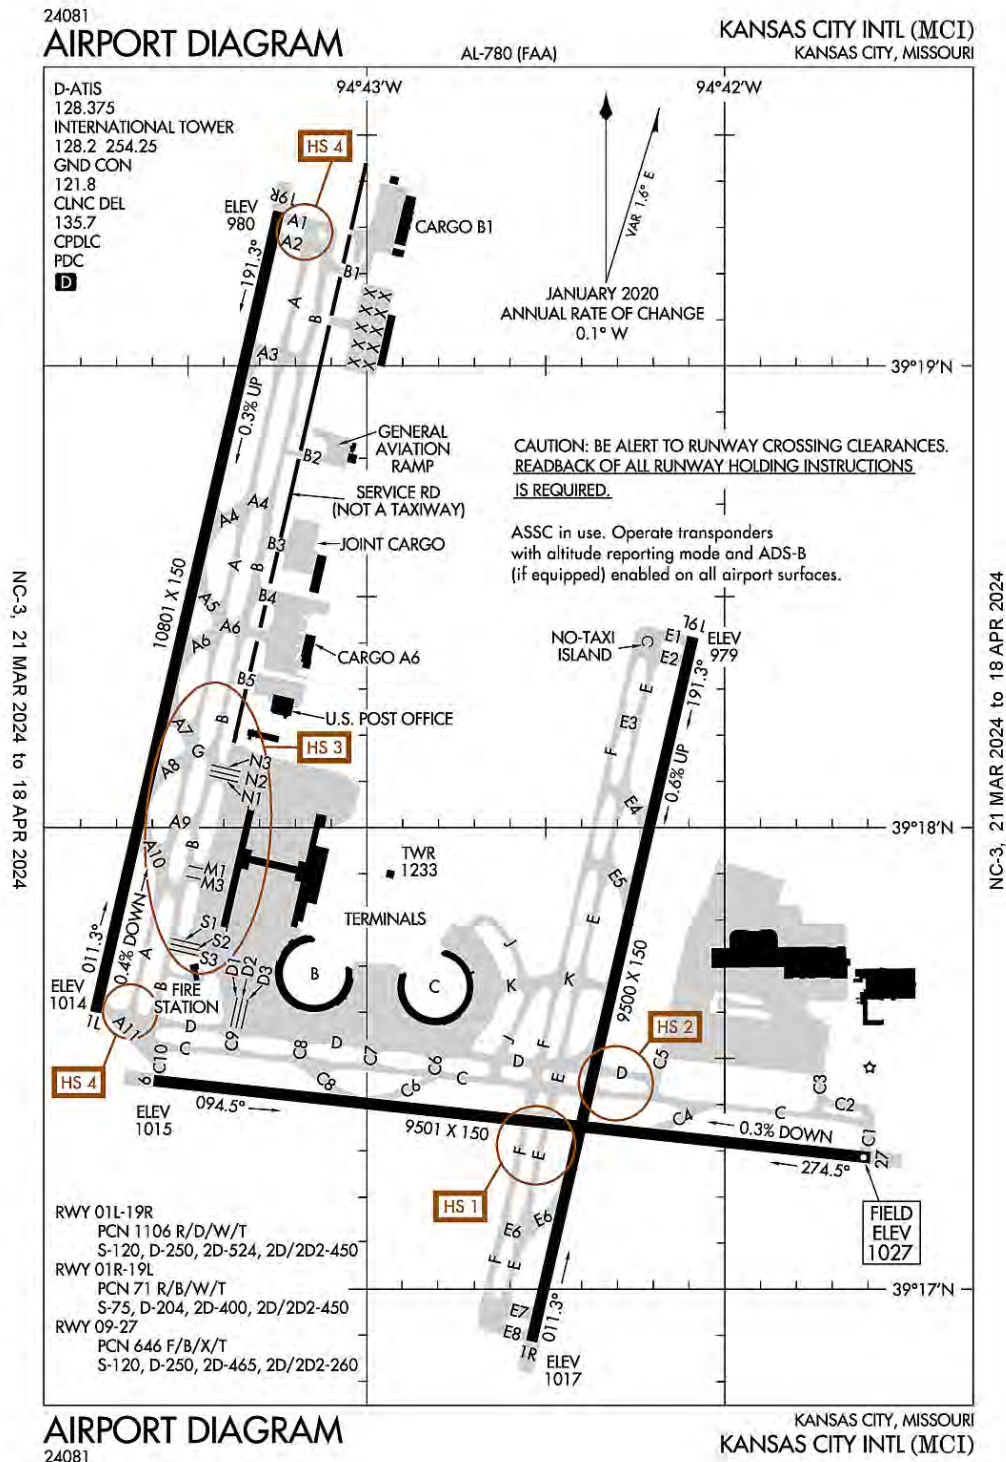 24081
AIRPORT DIAGRAM
AL-780 (FAA)
KANSAS CITY INTL (MCI)
KANSAS CITY, MISSOURI
94°43'W
94°42'W
D-ATIS
128.375
INTERNATIONAL TOWER
128.2 254.25
GND CON
121.8
CLNC DEL
135.7
CPDLC
PDC
D
HS 4
19R
ELEV
980
A1
A2
CARGO B1
B1
191.3°
A
B
X X
X X
X X
X X
X X
VAR 1.6° E
JANUARY 2020
ANNUAL RATE OF CHANGE
0.1° W
A3
39°19'N
0.3% UP
GENERAL
AVIATION
RAMP
B2
CAUTION: BE ALERT TO RUNWAY CROSSING CLEARANCES.
READBACK OF ALL RUNWAY HOLDING INSTRUCTIONS
IS REQUIRED.
SERVICE RD
(NOT A TAXIWAY)
A4
A4
B3
JOINT CARGO
ASSC in use. Operate transponders
with altitude reporting mode and ADS-B
(if equipped) enabled on all airport surfaces.
A
B
B4
10801 X 150
A5
A6
A6
CARGO A6
B5
U.S. POST OFFICE
NO-TAXI
ISLAND
C
E1
E2
19L
ELEV
979
191.3°
E
E3
F
0.6% UP
E4
B
A7
G
HS 3
A8
N3
N2
N1
39°18'N
A9
B
A10
M1
M3
TWR
1233
E5
TERMINALS
E
S1
S2
S3
011.3°
0.4% DOWN
A
B
D1
D2
D3
B
C
J
K
K
9500 X 150
ELEV
1014
1L
FIRE
STATION
A11
D
C
C9
C8
D
C7
C6
J
F
D
HS 2
D
C5
HS 4
C10
C8
C6
C
E
C3
C2
C
C4
C1
6
094.5°
ELEV
1015
9501 X 150
0.3% DOWN
274.5°
27
F
E
HS 1
FIELD
ELEV
1027
E6
E6
F
E
RWY 01L-19R
PCN 1106 R/D/W/T
S-120, D-250, 2D-524, 2D/2D2-450
RWY 01R-19L
PCN 71 R/B/W/T
S-75, D-204, 2D-400, 2D/2D2-450
RWY 09-27
PCN 646 F/B/X/T
S-120, D-250, 2D-465, 2D/2D2-260
39°17'N
011.3°
E7
E8
1R
ELEV
1017
NC-3, 21 MAR 2024 to 18 APR 2024
NC-3, 21 MAR 2024 to 18 APR 2024
AIRPORT DIAGRAM
24081
KANSAS CITY, MISSOURI
KANSAS CITY INTL (MCI)